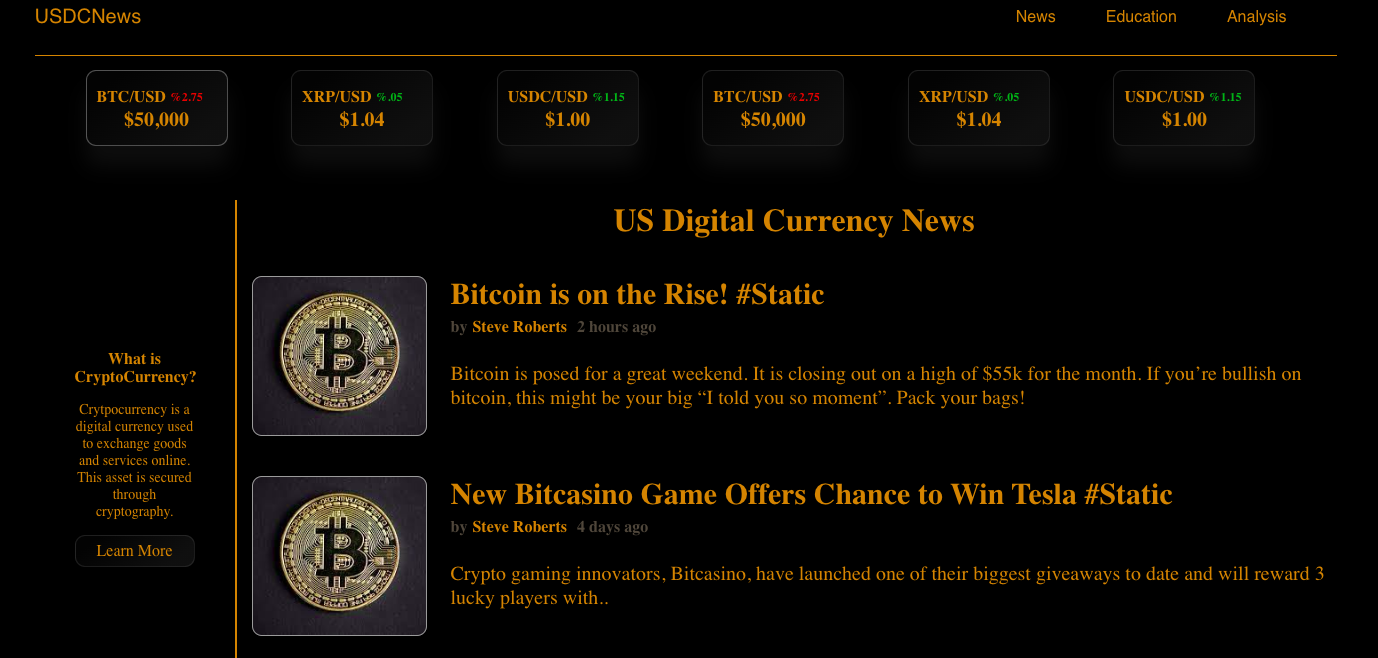 USDCNews
News Education Analysis
BTC/USD %2.75
$50,000
XRP/USD %.05
$1.04
USDC/USD %1.15
$1.00
BTC/USD %2.75
$50,000
XRP/USD %.05
$1.04
USDC/USD %1.15
$1.00
What is
CryptoCurrency?
Crytpocurrency is a
digital currency used
to exchange goods
and services online.
This asset is secured
through
cryptography.
Learn More
US Digital Currency News
Bitcoin is on the Rise! #Static
by Steve Roberts 2 hours ago
Bitcoin is posed for a great weekend. It is closing out on a high of $55k for the month. If you’re bullish on
bitcoin, this might be your big “I told you so moment”. Pack your bags!
New Bitcasino Game Offers Chance to Win Tesla #Static
by Steve Roberts 4 days ago
Crypto gaming innovators, Bitcasino, have launched one of their biggest giveaways to date and will reward 3
lucky players with..